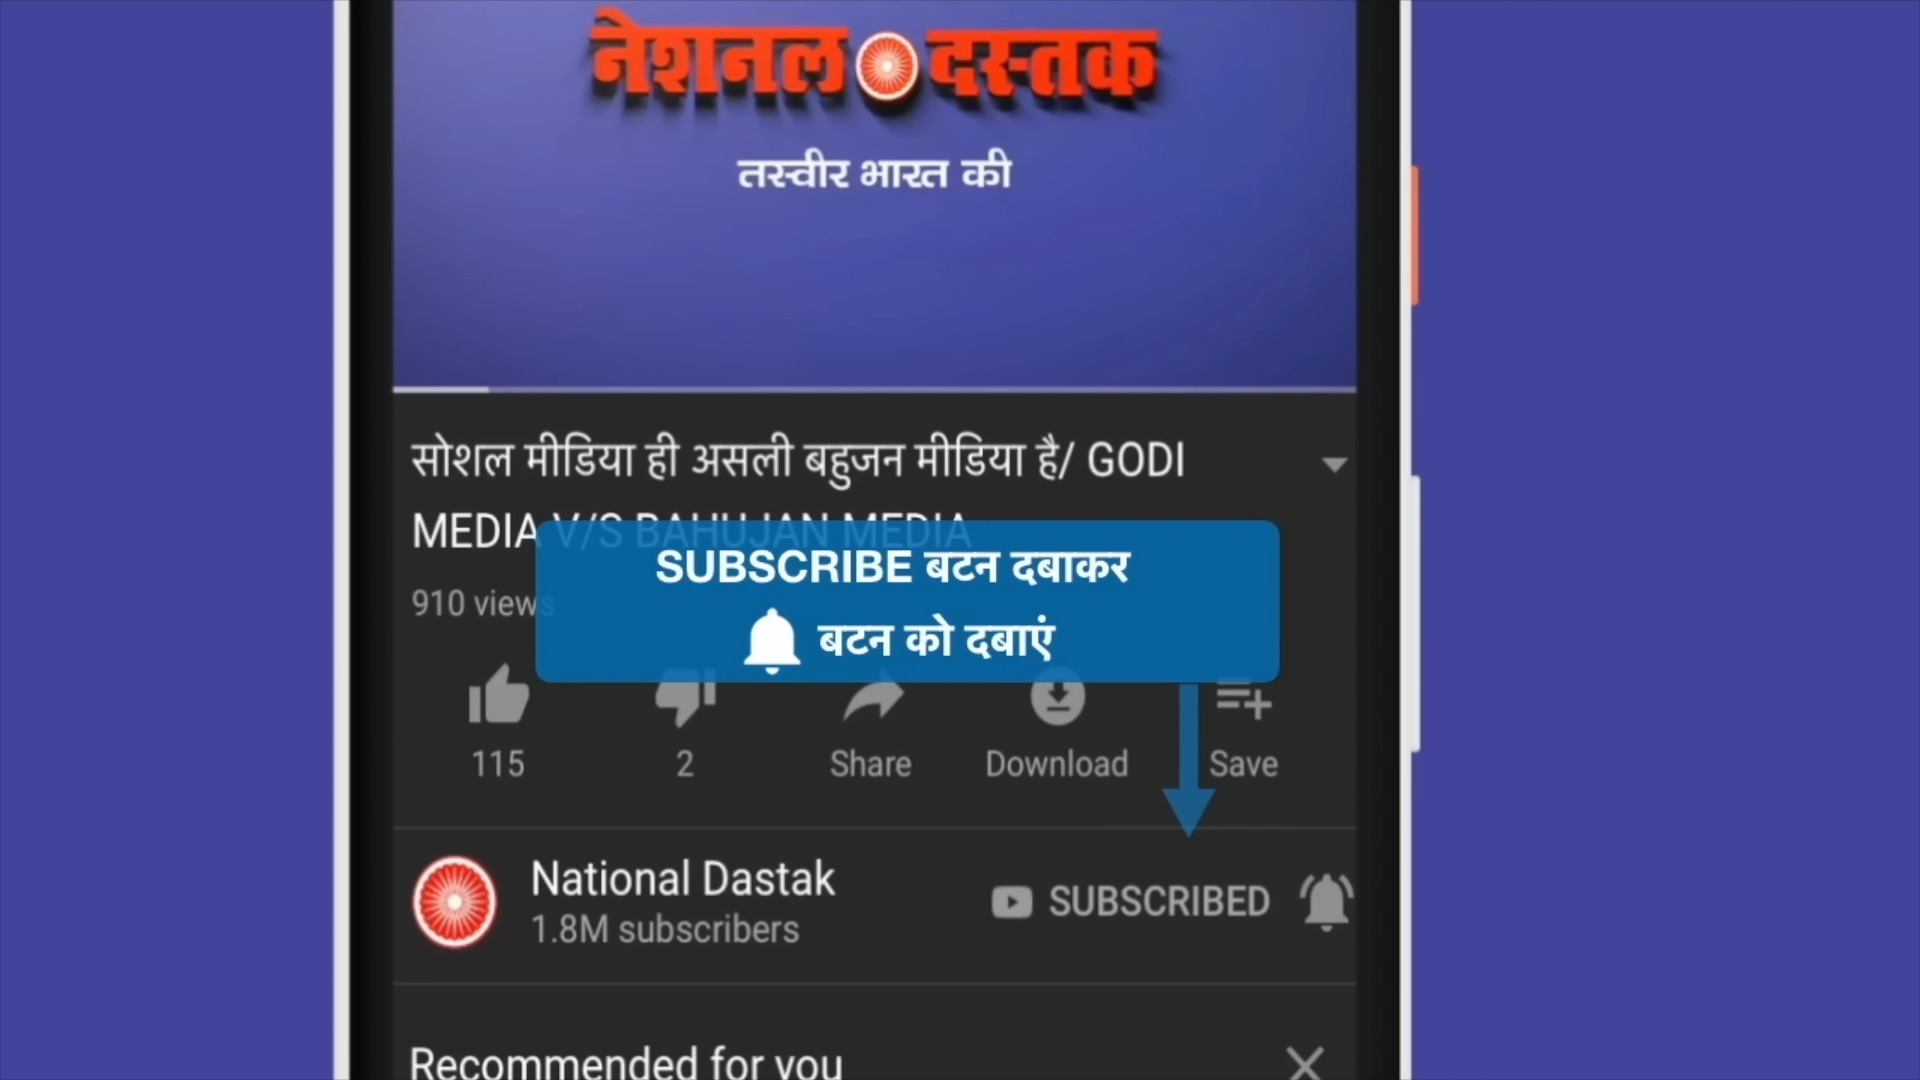 नेशनल दस्तक
तस्वीर भारत की
सोशल मीडिया ही असली बहुजन मीडिया है/ GODI
MEDIA V/S BAHUJAN MEDIA
910 views
SUBSCRIBE बटन दबाकर
बटन को दबाएं
115
2
Share
Download
Save
National Dastak
SUBSCRIBED
1.8M subscribers
Recommended for you